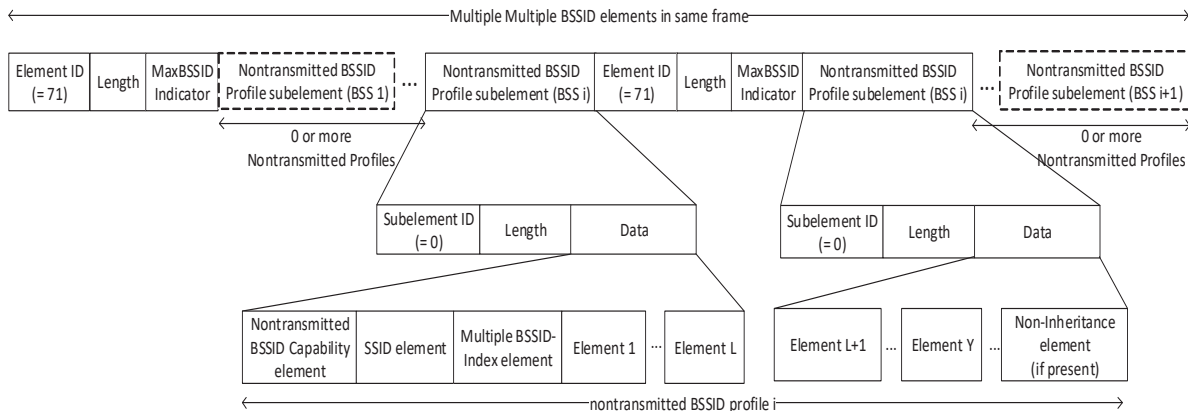 Multiple Multiple BSSID elements in same frame
Element ID
(= 71)
Length
MaxBSSID
Indicator
Nontransmitted BSSID
Profile subelement (BSS 1)
...
Nontransmitted BSSID
Profile subelement (BSS i)
Element ID
(= 71)
Length
MaxBSSID
Indicator
Nontransmitted BSSID
Profile subelement (BSS i)
...
Nontransmitted BSSID
Profile subelement (BSS i+1)
0 or more
Nontransmitted Profiles
0 or more
Nontransmitted Profiles
Subelement ID
(= 0)
Length
Data
Subelement ID
(= 0)
Length
Data
Nontransmitted
BSSID Capability
element
SSID element
Multiple BSSID-
Index element
Element 1
...
Element L
Element L+1
...
Element Y
...
Non-Inheritance
element
(if present)
nontransmitted BSSID profile i